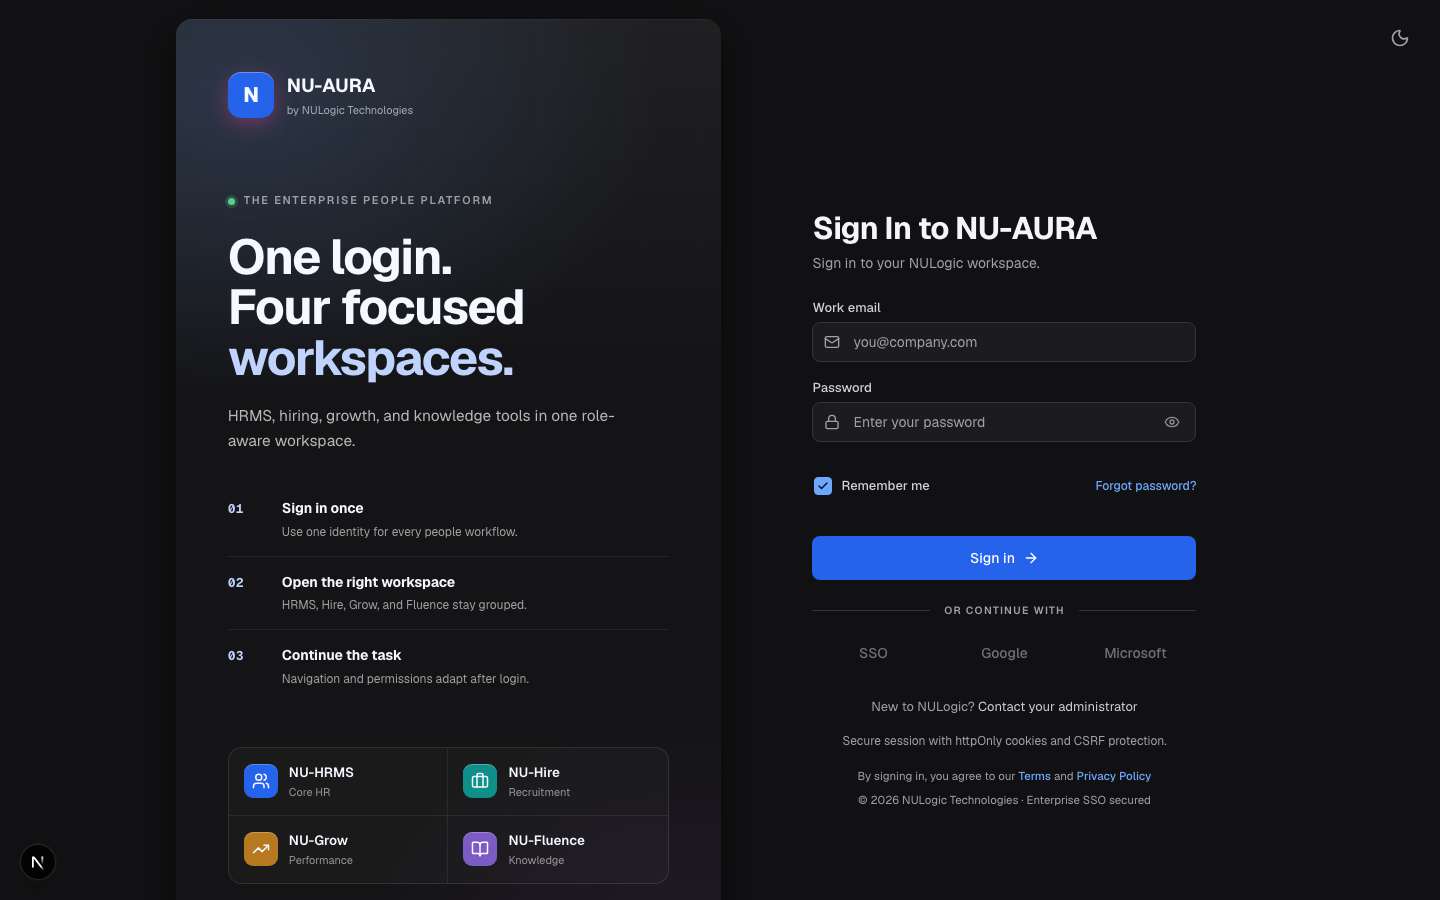 N
NU-AURA
by NULogic Technologies
THE ENTERPRISE PEOPLE PLATFORM
One login.
Four focused
workspaces.
HRMS, hiring, growth, and knowledge tools in one role-
aware workspace.
01
Sign in once
Use one identity for every people workflow.
02
Open the right workspace
HRMS, Hire, Grow, and Fluence stay grouped.
03
Continue the task
Navigation and permissions adapt after login.
NU-HRMS
Core HR
NU-Hire
Recruitment
NU-Grow
Performance
NU-Fluence
Knowledge
N
Sign In to NU-AURA
Sign in to your NULogic workspace.
Work email
you@company.com
Password
Enter your password
Remember me
Forgot password?
Sign in
OR CONTINUE WITH
SSO
Google
Microsoft
New to NULogic? Contact your administrator
Secure session with httpOnly cookies and CSRF protection.
By signing in, you agree to our Terms and Privacy Policy
© 2026 NULogic Technologies · Enterprise SSO secured